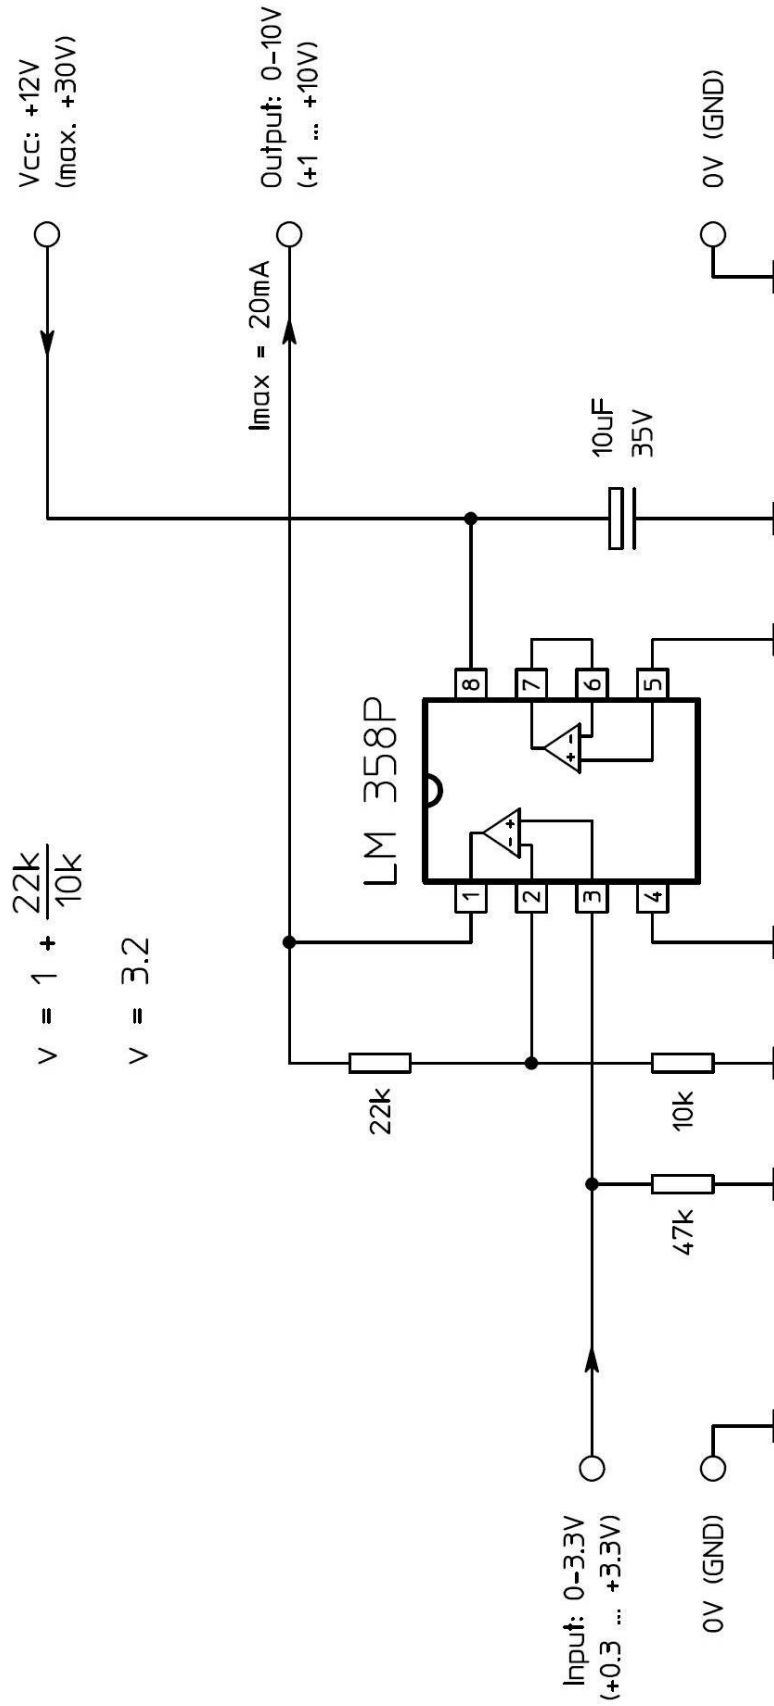 V = 1 + 22k
10k
V = 3.2
Vcc: +12V
(max. +30V)
Imax = 20mA
Output: 0-10V
(+1 ... +10V)
LM 358P
22k
1
8
2
7
3
6
4
5
- +
+ -
10uF
35V
Input: 0-3.3V
(+0.3 ... +3.3V)
47k
10k
0V (GND)
0V (GND)